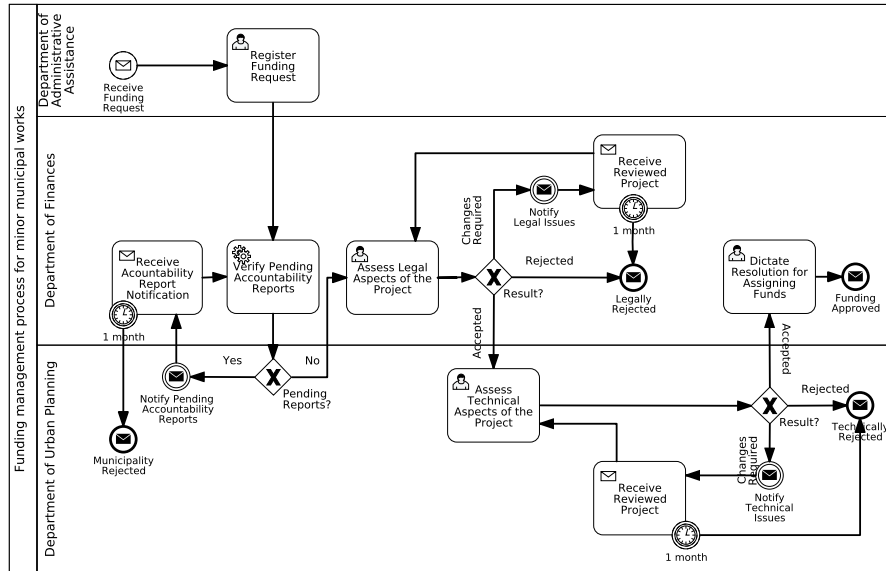 Funding management process for minor municipal works
Department of
Administrative
Assistance
Receive
Funding
Request
Register
Funding
Request
Department of Finances
Receive
Acountability
Report
Notification
1 month
Verify Pending
Accountability
Reports
Assess Legal
Aspects of the
Project
Changes
Required
Notify
Legal Issues
Receive
Reviewed
Project
1 month
Rejected
Result?
Legally
Rejected
Accepted
Dictate
Resolution for
Assigning
Funds
Funding
Approved
Accepted
Department of Urban Planning
Yes
No
Pending
Reports?
Notify Pending
Accountability
Reports
Municipality
Rejected
Assess
Technical
Aspects of the
Project
Rejected
Result?
Technically
Rejected
Changes
Required
Notify
Technical
Issues
Receive
Reviewed
Project
1 month